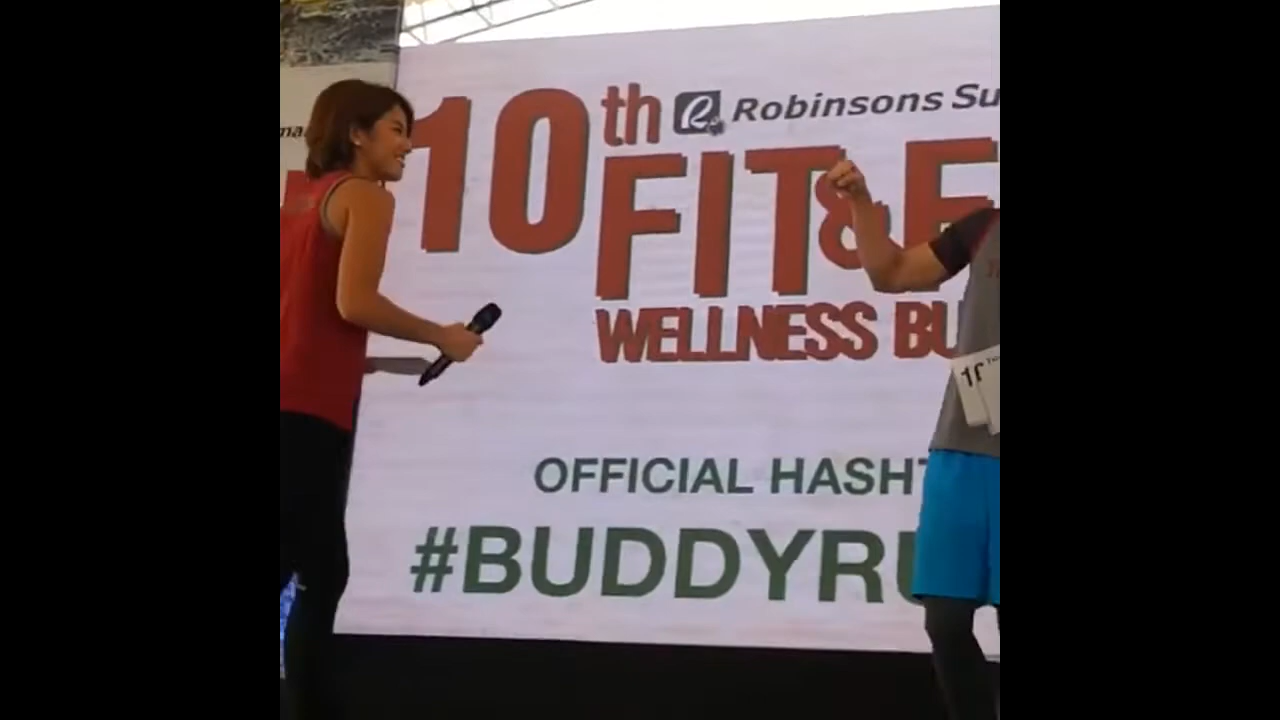 10th Robinsons Su
FIT & F
WELLNESS BU
OFFICIAL HASHT
#BUDDYRU